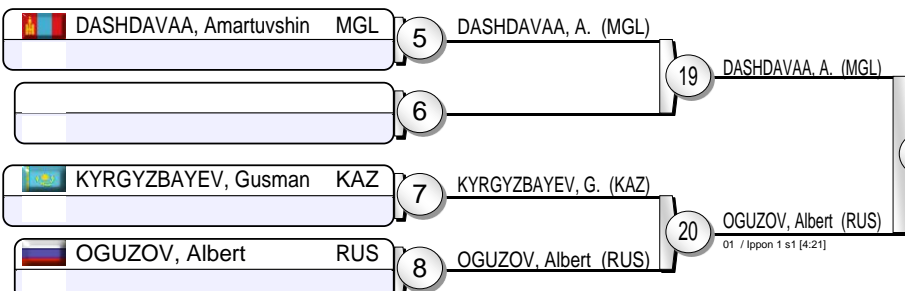 DASHDAVAA, Amartuvshin MGL
5
DASHDAVAA, A. (MGL)
19
DASHDAVAA, A. (MGL)
6
KYRGYZBAYEV, Gusman KAZ
7
KYRGYZBAYEV, G. (KAZ)
20
OGUZOV, Albert (RUS)
01 / Ippon 1 s1 [4:21]
OGUZOV, Albert RUS
8
OGUZOV, Albert (RUS)